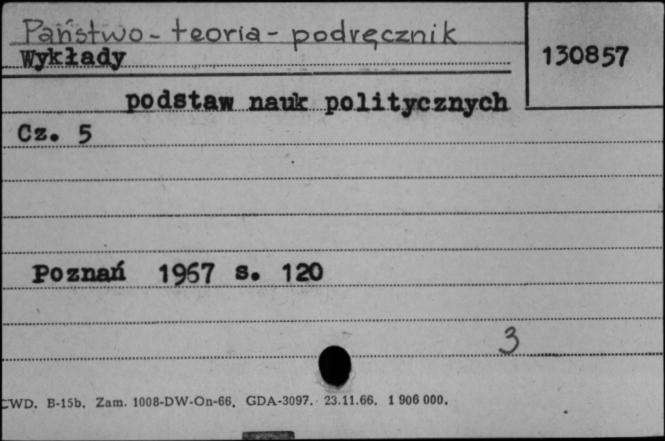 Państwo - teoria - podręcznik
Wykłady
130857
podstaw nauk politycznych
Cz. 5
Poznań 1967 s. 120
3
CWD. B-15b. Zam. 1008-DW-On-66. GDA-3097. 23.11.66. 1 906 000.